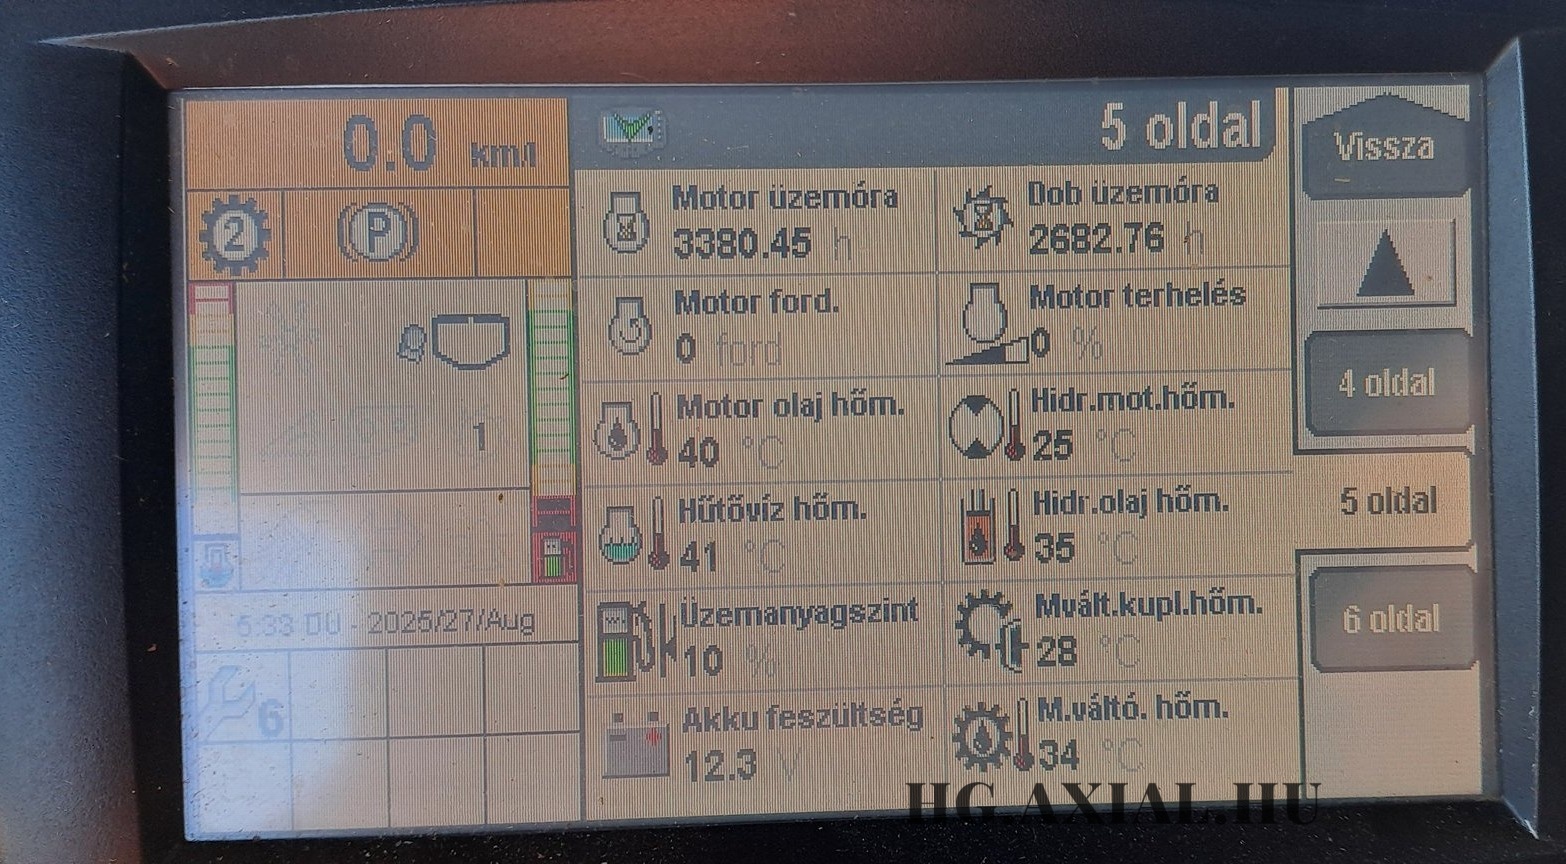 0.0 km/
5 oldal
Vissza
2
P
Motor üzemóra
3380.45 h
Dob üzemóra
2682.76 h
Motor ford.
0 ford
Motor terhelés
0 %
4 oldal
1
Motor olaj hőm.
40 °C
Hidr.mot.hőm.
25 °C
Hűtővíz hőm.
41 °C
Hidr.olaj hőm.
35 °C
5 oldal
5:33 DU - 2025/27/Aug
Üzemanyagszint
10 %
Mvált.kupl.hőm.
28 °C
6 oldal
6
Akku feszültség
12.3 V
M.váltó. hőm.
34 °C
HG AXIAL.HU